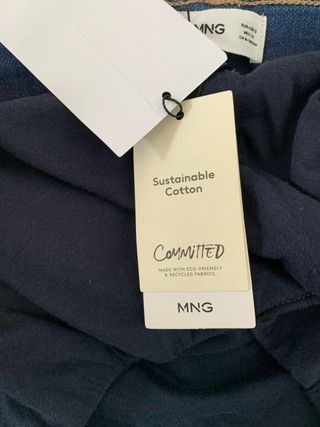 MNG
Sustainable
Cotton
COMMITTED
MADE WITH ECO-FRIENDLY
& RECYCLED FABRICS.
MNG